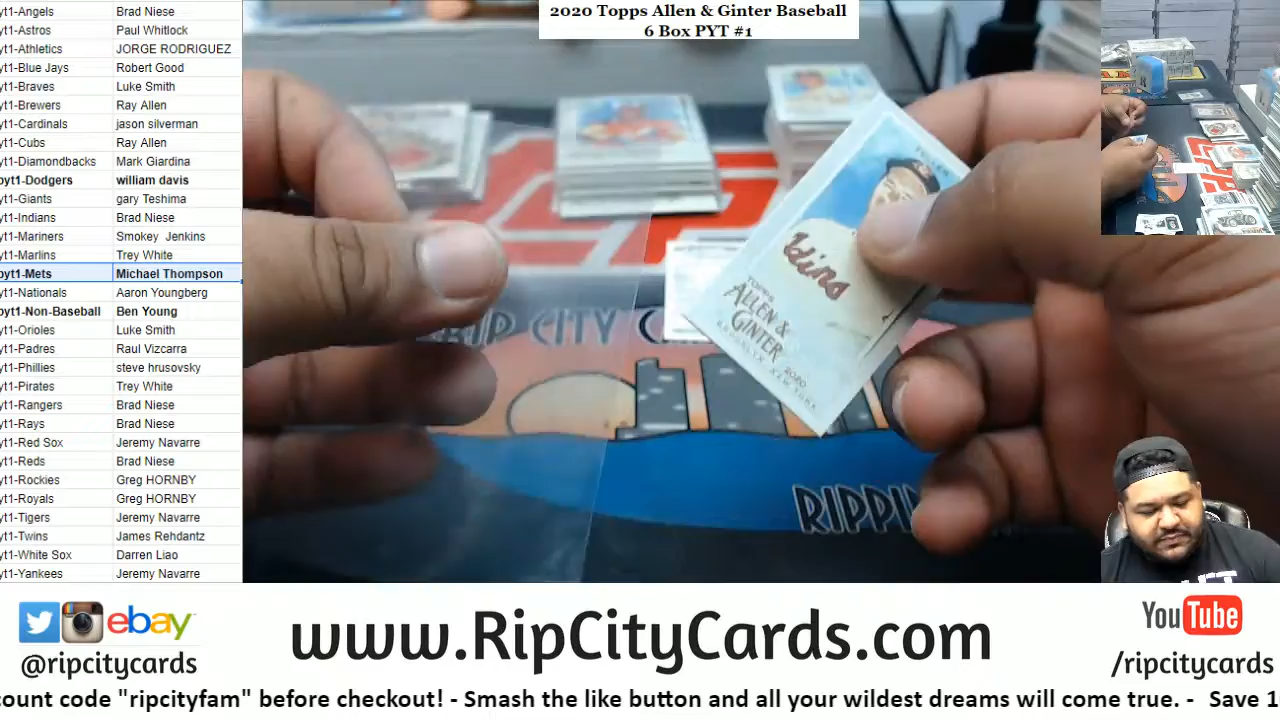 2020 Topps Allen & Ginter Baseball
6 Box PYT #1
yt1-Angels Brad Niese
yt1-Astros Paul Whitlock
yt1-Athletics JORGE RODRIGUEZ
yt1-Blue Jays Robert Good
yt1-Braves Luke Smith
yt1-Brewers Ray Allen
yt1-Cardinals jason silverman
yt1-Cubs Ray Allen
yt1-Diamondbacks Mark Giardina
pyt1-Dodgers william davis
yt1-Giants gary Teshima
yt1-Indians Brad Niese
yt1-Mariners Smokey Jenkins
yt1-Marlins Trey White
pyt1-Mets Michael Thompson
yt1-Nationals Aaron Youngberg
pyt1-Non-Baseball Ben Young
yt1-Orioles Luke Smith
yt1-Padres Raul Vizcarra
yt1-Phillies steve hrusovsky
yt1-Pirates Trey White
yt1-Rangers Brad Niese
yt1-Rays Brad Niese
yt1-Red Sox Jeremy Navarre
yt1-Reds Brad Niese
yt1-Rockies Greg HORNBY
yt1-Royals Greg HORNBY
yt1-Tigers Jeremy Navarre
yt1-Twins James Rehdantz
yt1-White Sox Darren Liao
yt1-Yankees Jeremy Navarre
TOPPS
ALLEN &
GINTER
2020
RIP CITY
RIPPI
ebay
@ripcitycards
www.RipCityCards.com
YouTube
/ripcitycards
count code "ripcityfam" before checkout! - Smash the like button and all your wildest dreams will come true. - Save 1